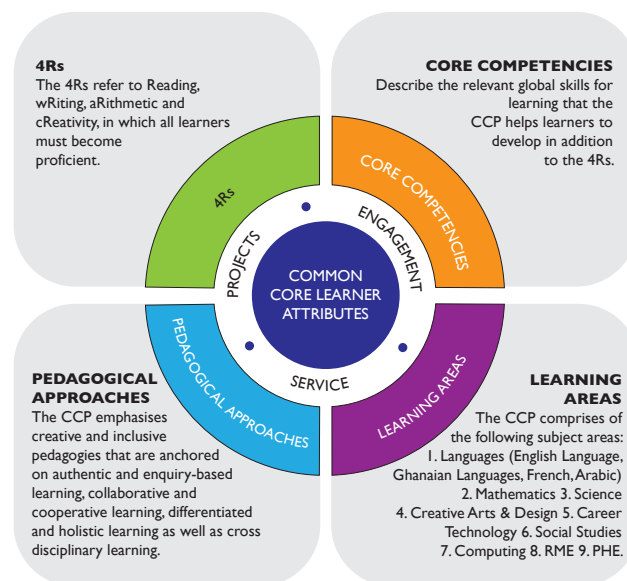 4Rs
The 4Rs refer to Reading,
wRiting, aRithmetic and
cReativity, in which all learners
must become
proficient.
CORE COMPETENCIES
Describe the relevant global skills for
learning that the
CCP helps learners to
develop in addition
to the 4Rs.
4Rs
CORE COMPETENCIES
PROJECTS
ENGAGEMENT
COMMON
CORE LEARNER
ATTRIBUTES
SERVICE
PEDAGOGICAL APPROACHES
LEARNING AREAS
PEDAGOGICAL
APPROACHES
The CCP emphasises
creative and inclusive
pedagogies that are anchored
on authentic and enquiry-based
learning, collaborative and
cooperative learning, differentiated
and holistic learning as well as cross
disciplinary learning.
LEARNING
AREAS
The CCP comprises of
the following subject areas:
1. Languages (English Language,
Ghanaian Languages, French, Arabic)
2. Mathematics 3. Science
4. Creative Arts & Design 5. Career
Technology 6. Social Studies
7. Computing 8. RME 9. PHE.